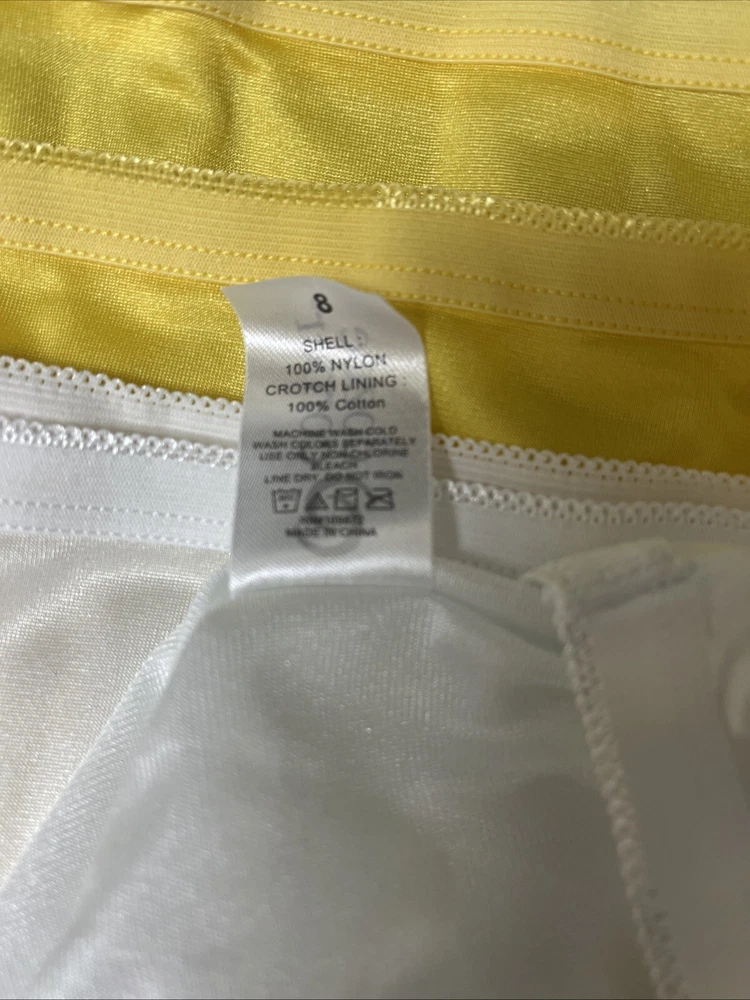 8
SHELL :
100% NYLON
CROTCH LINING :
100% Cotton
MACHINE WASH COLD
WASH COLORS SEPARATELY
USE ONLY NON-CHLORINE
BLEACH
LINE DRY. DO NOT IRON
MADE IN CHINA